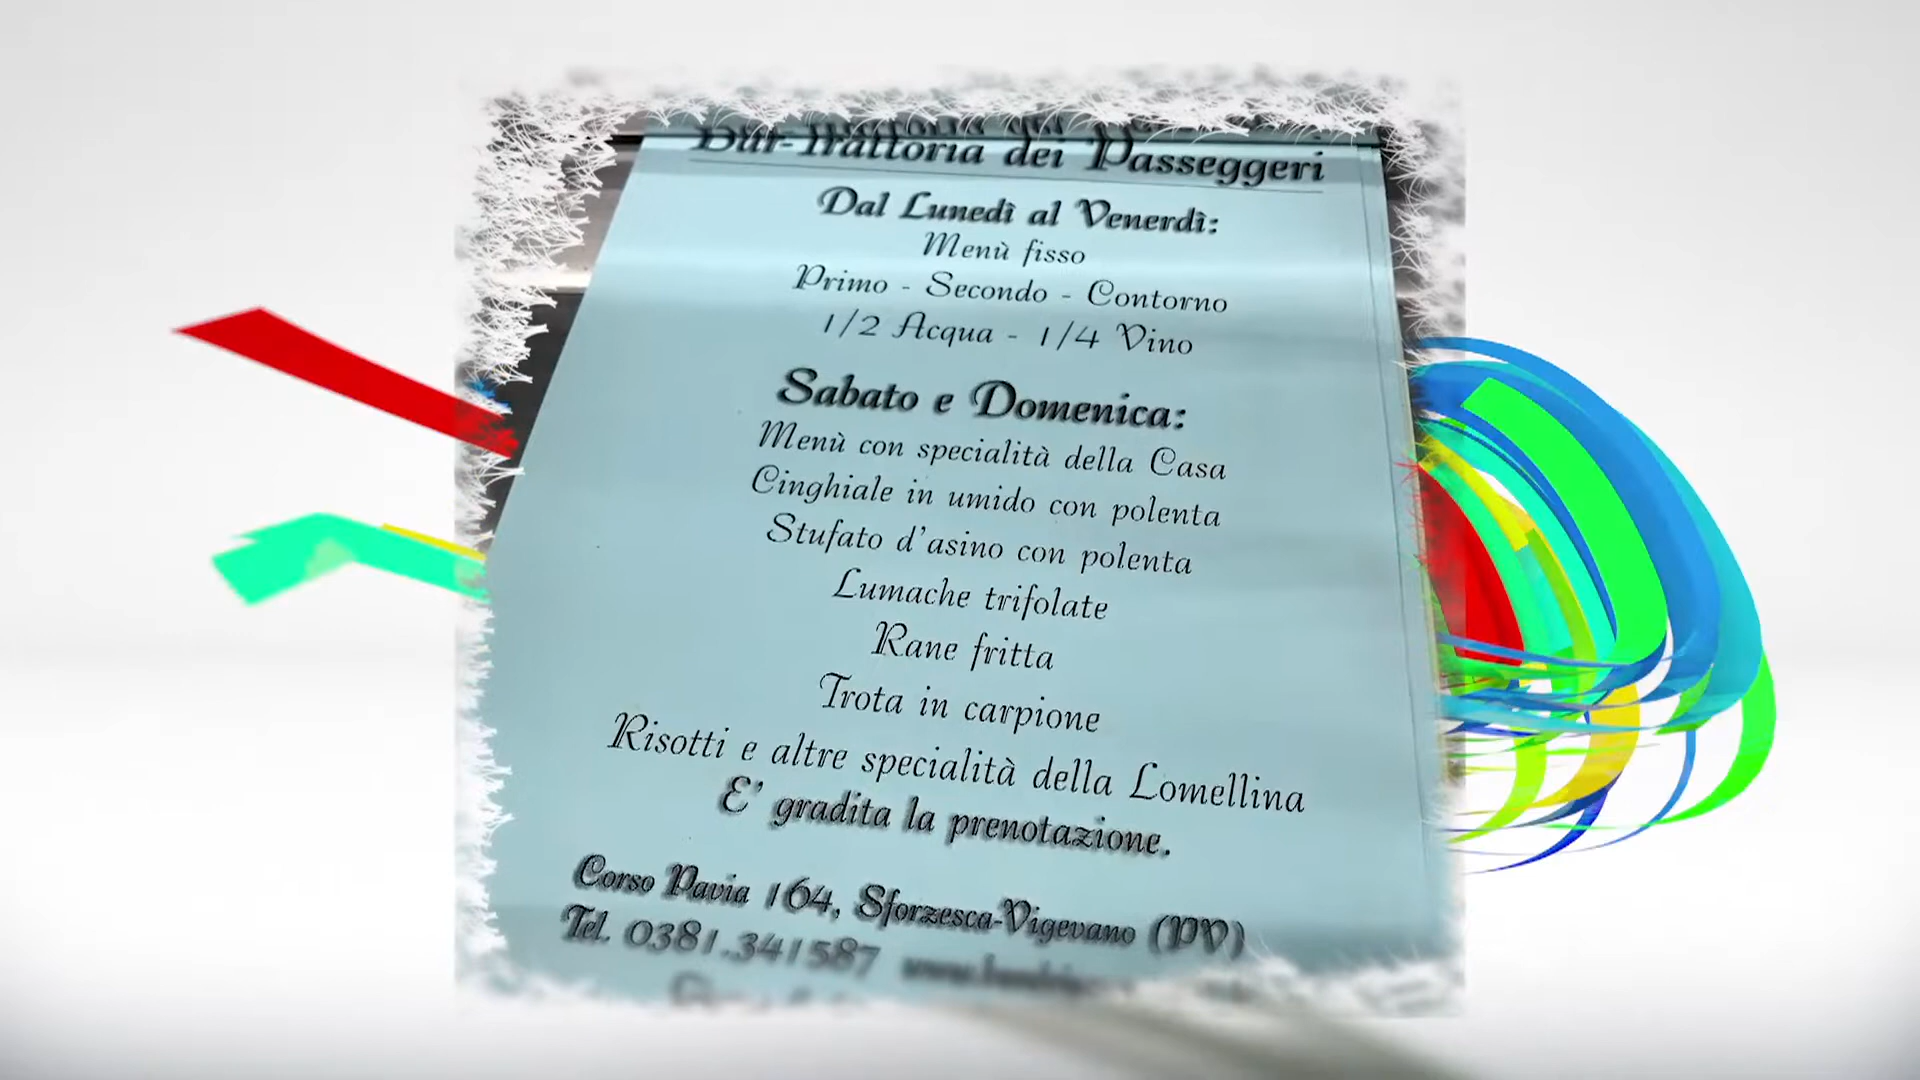 Bar-Trattoria dei Passeggeri
Dal Lunedì al Venerdì:
Menù fisso
Primo - Secondo - Contorno
1/2 Acqua - 1/4 Vino
Sabato e Domenica:
Menù con specialità della Casa
Cinghiale in umido con polenta
Stufato d'asino con polenta
Lumache trifolate
Rane fritta
Trota in carpione
Risotti e altre specialità della Lomellina
E' gradita la prenotazione.
Corso Pavia 164, Sforzesca-Vigevano (PV)
Tel. 0381.341587